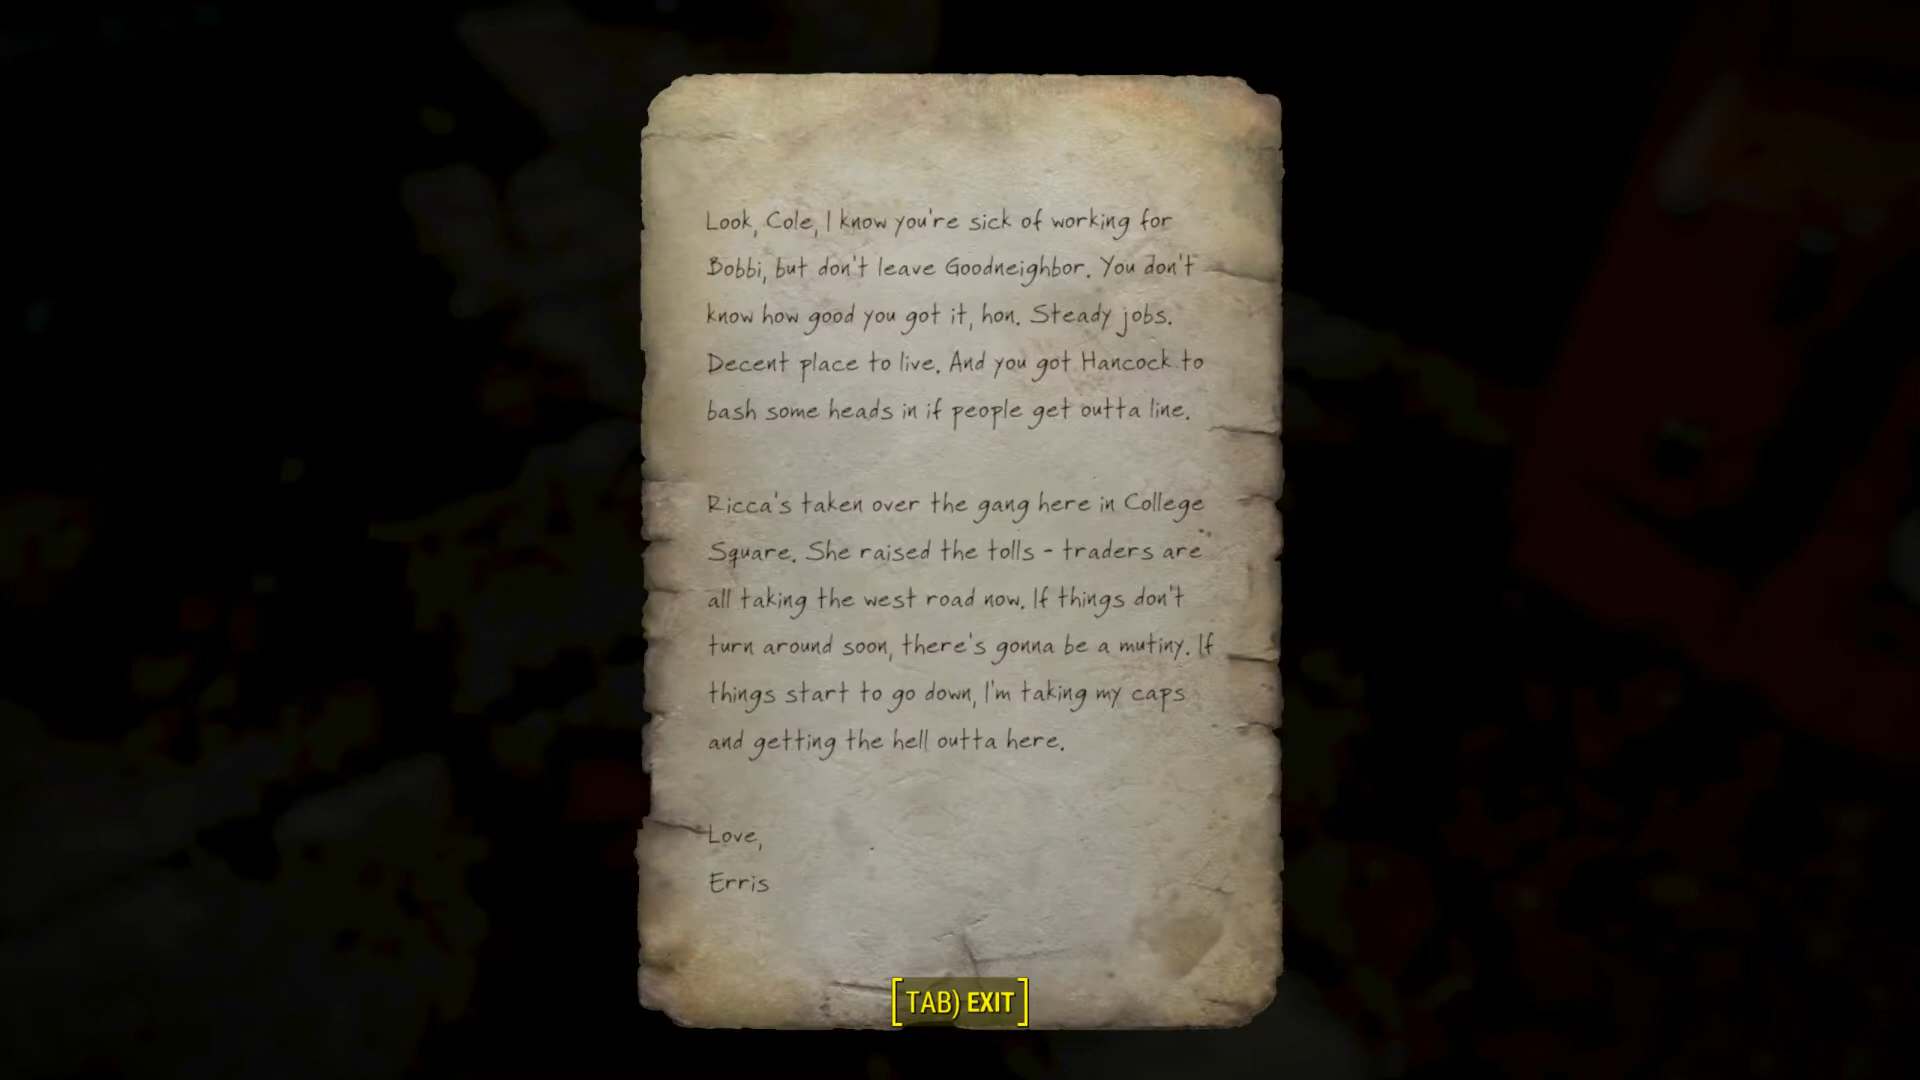 Look, Cole, I know you're sick of working for
Bobbi, but don't leave Goodneighbor. You don't
know how good you got it, hon. Steady jobs.
Decent place to live. And you got Hancock to
bash some heads in if people get outta line.
Ricca's taken over the gang here in College
Square. She raised the tolls - traders are
all taking the west road now. If things don't
turn around soon, there's gonna be a mutiny. If
things start to go down, I'm taking my caps
and getting the hell outta here.
Love,
Erris
[TAB) EXIT]